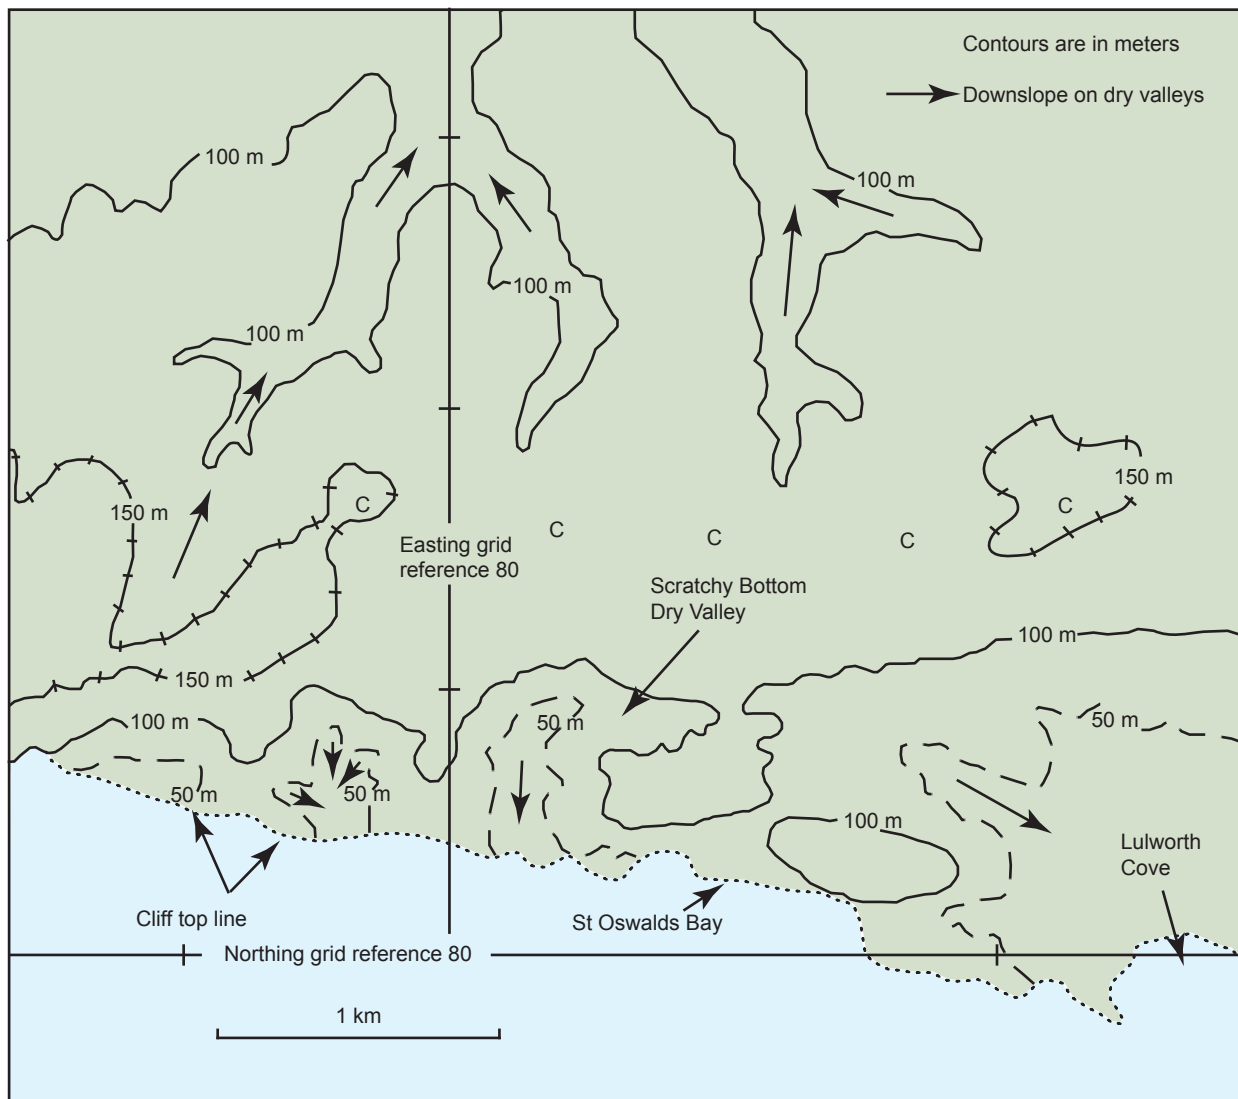 Contours are in meters
Downslope on dry valleys
100 m
100 m
100 m
100 m
150 m
150 m
C
C
C
C
C
Easting grid
reference 80
Scratchy Bottom
Dry Valley
100 m
150 m
100 m
50 m
50 m
50 m
50 m
100 m
Lulworth
Cove
Cliff top line
St Oswalds Bay
Northing grid reference 80
1 km